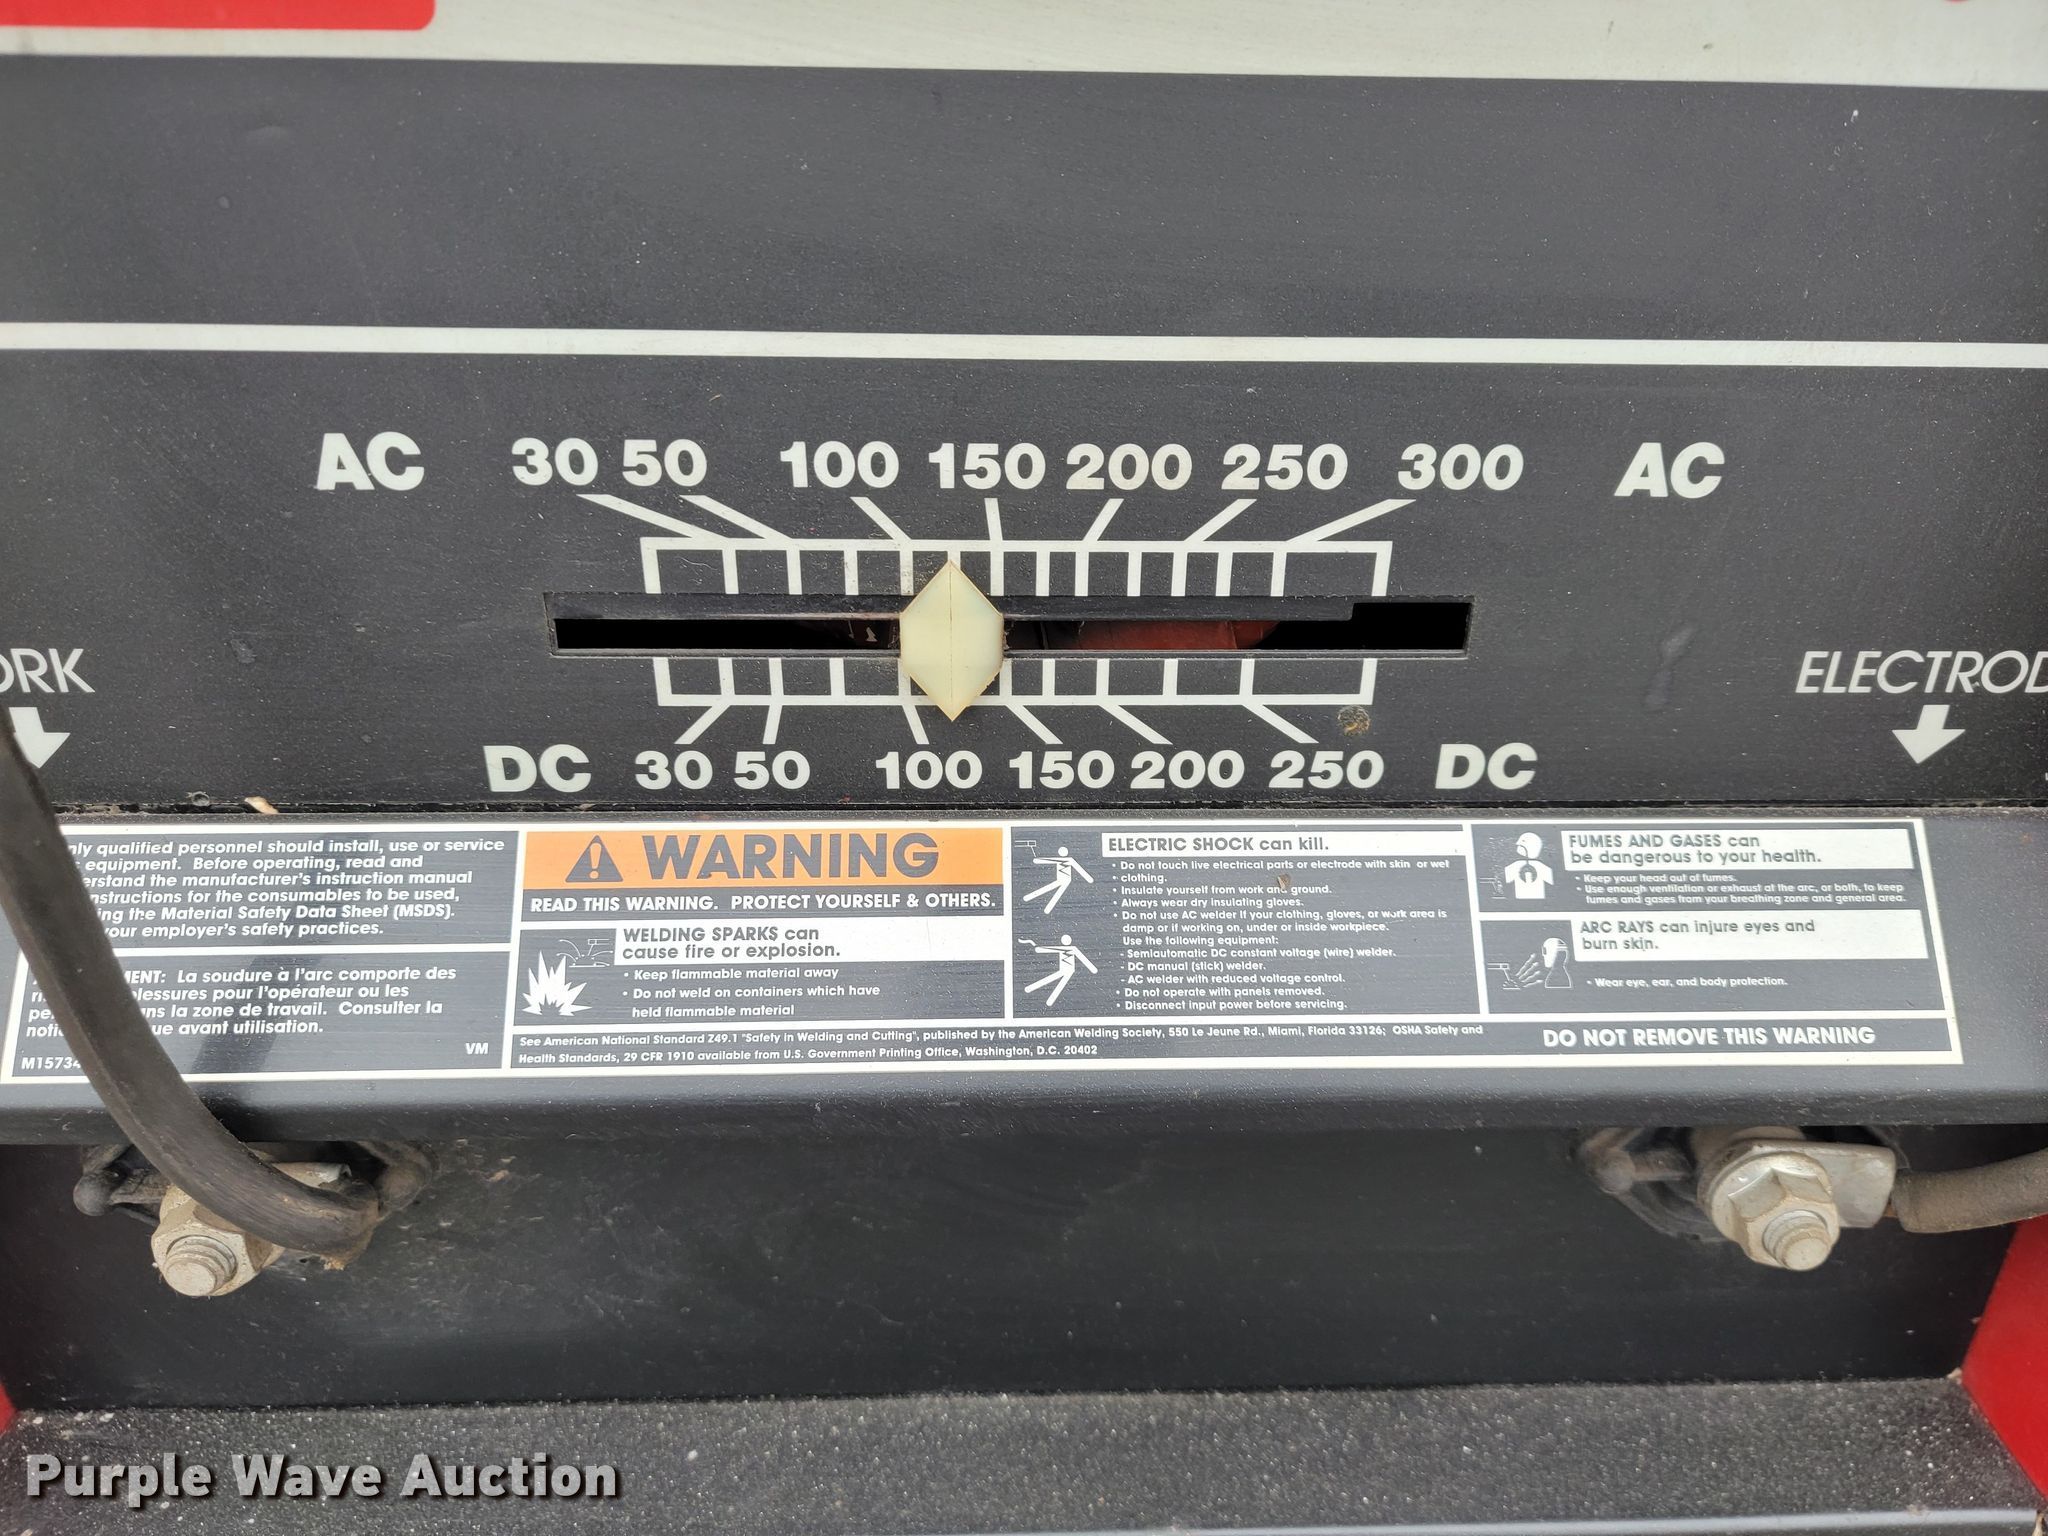 AC 30 50 100 150 200 250 300 AC
ORK
ELECTROD
DC 30 50 100 150 200 250 DC
qualified personnel should install, use or service
equipment. Before operating, read and
the manufacturer's instruction manual
for the consumables to be used,
the Material Safety Data Sheet (MSDS).
your employer's safety practices.
La soudure à l'arc comporte des
pour l'opérateur ou les
la zone de travail. Consulter la
avant utilisation.
VM
M1573
WARNING
READ THIS WARNING. PROTECT YOURSELF & OTHERS.
WELDING SPARKS can
cause fire or explosion.
• Keep flammable material away
• Do not weld on containers which have
held flammable material
ELECTRIC SHOCK can kill.
• Do not touch live electrical parts or electrode with skin or wet
• clothing.
• Insulate yourself from work and ground.
• Always wear dry insulating gloves.
• Do not use AC welder if your clothing, gloves, or work area is
damp or if working on, under or inside workpiece.
Use the following equipment:
- Semiautomatic DC constant voltage (wire) welder.
- DC manual (stick) welder.
- AC welder with reduced voltage control.
• Do not operate with panels removed.
• Disconnect input power before servicing.
FUMES AND GASES can
be dangerous to your health.
• Keep your head out of fumes.
• Use enough ventilation or exhaust at the arc, or both, to keep
fumes and gases from your breathing zone and general area.
ARC RAYS can injure eyes and
burn skin.
• Wear eye, ear, and body protection.
See American National Standard Z49.1 "Safety in Welding and Cutting", published by the American Welding Society, 550 Le Jeune Rd., Miami, Florida 33126; OSHA Safety and
Health Standards, 29 CFR 1910 available from U.S. Government Printing Office, Washington, D.C. 20402
DO NOT REMOVE THIS WARNING
Purple Wave Auction